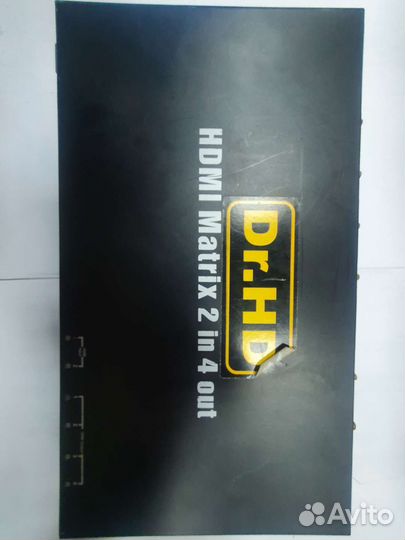 Dr.HD
HDMI Matrix 2 in 4 out
Avito